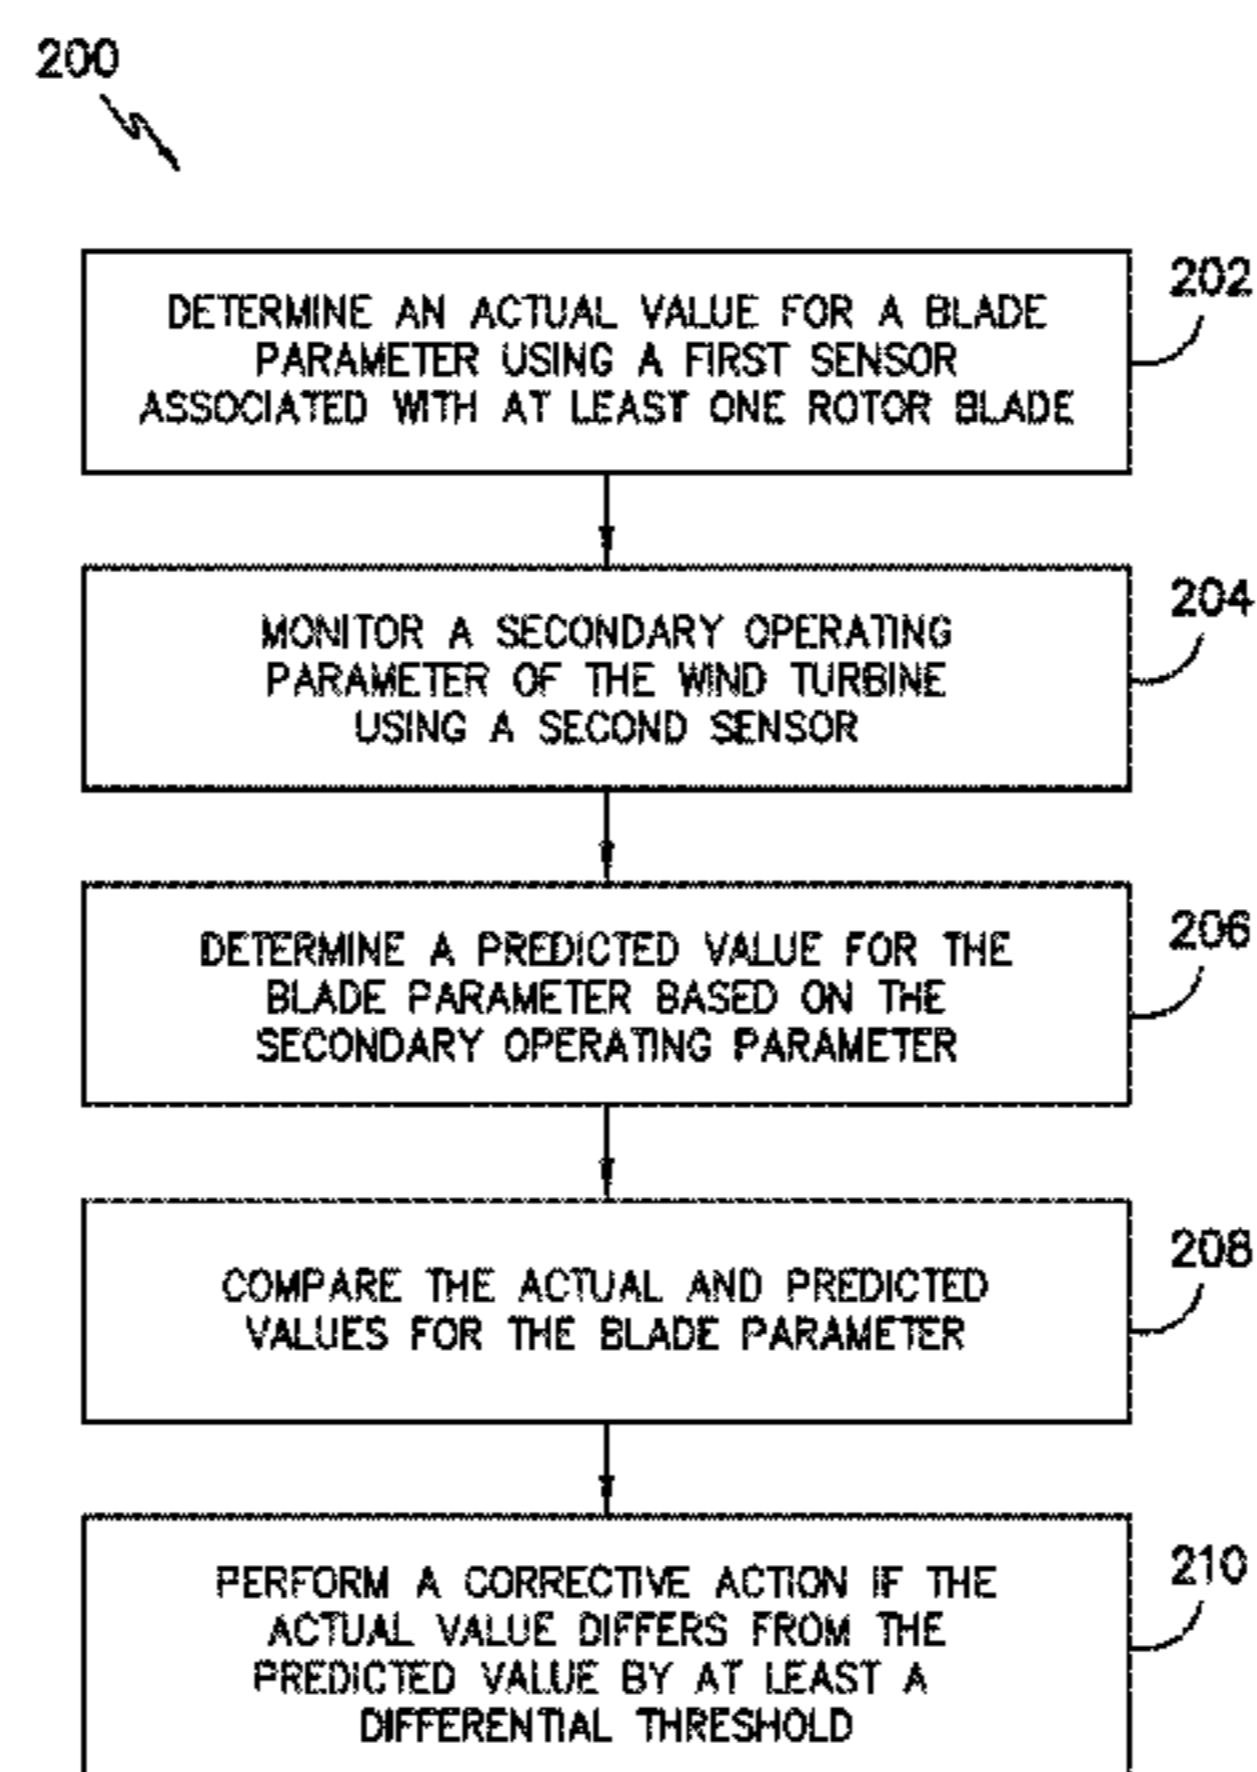 200
DETERMINE AN ACTUAL VALUE FOR A BLADE
PARAMETER USING A FIRST SENSOR
ASSOCIATED WITH AT LEAST ONE ROTOR BLADE
202
MONITOR A SECONDARY OPERATING
PARAMETER OF THE WIND TURBINE
USING A SECOND SENSOR
204
DETERMINE A PREDICTED VALUE FOR THE
BLADE PARAMETER BASED ON THE
SECONDARY OPERATING PARAMETER
206
COMPARE THE ACTUAL AND PREDICTED
VALUES FOR THE BLADE PARAMETER
208
PERFORM A CORRECTIVE ACTION IF THE
ACTUAL VALUE DIFFERS FROM THE
PREDICTED VALUE BY AT LEAST A
DIFFERENTIAL THRESHOLD
210